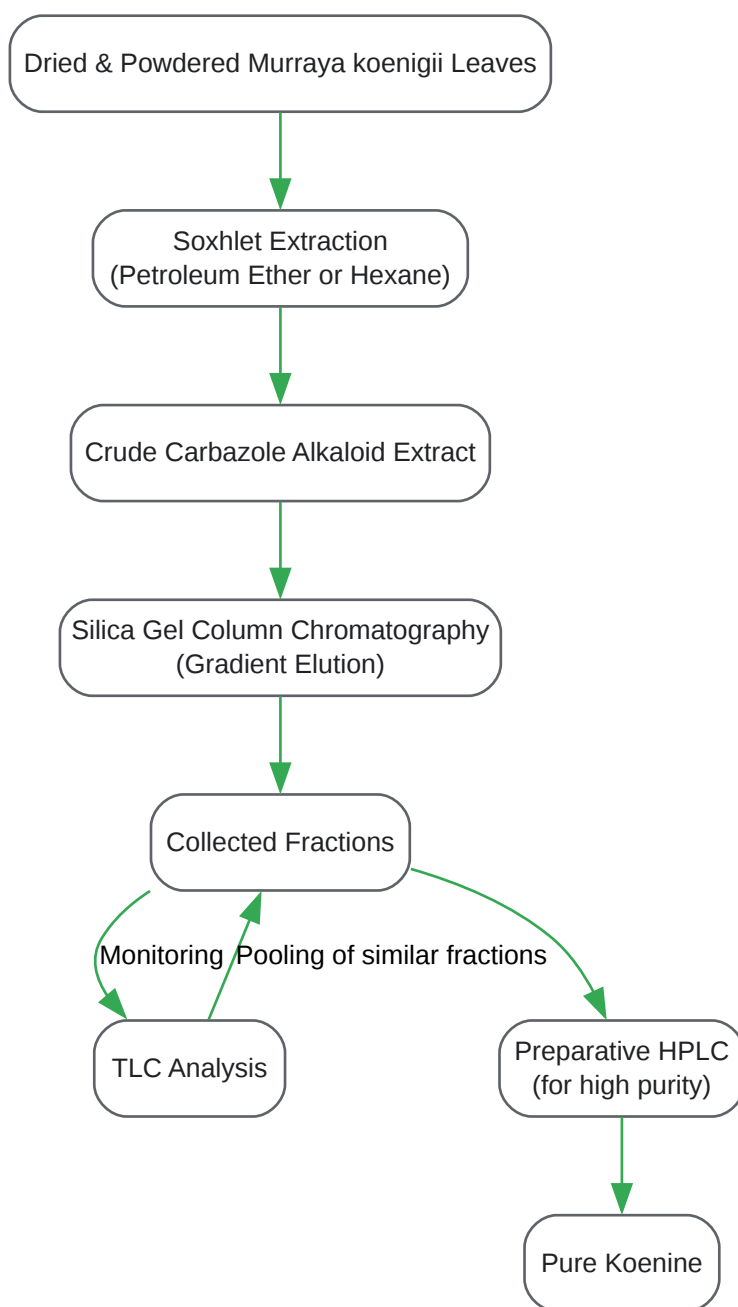 Dried & Powdered Murraya koenigii Leaves
Soxhlet Extraction
(Petroleum Ether or Hexane)
Crude Carbazole Alkaloid Extract
Silica Gel Column Chromatography
(Gradient Elution)
Collected Fractions
Monitoring
Pooling of similar fractions
TLC Analysis
Preparative HPLC
(for high purity)
Pure Koenine